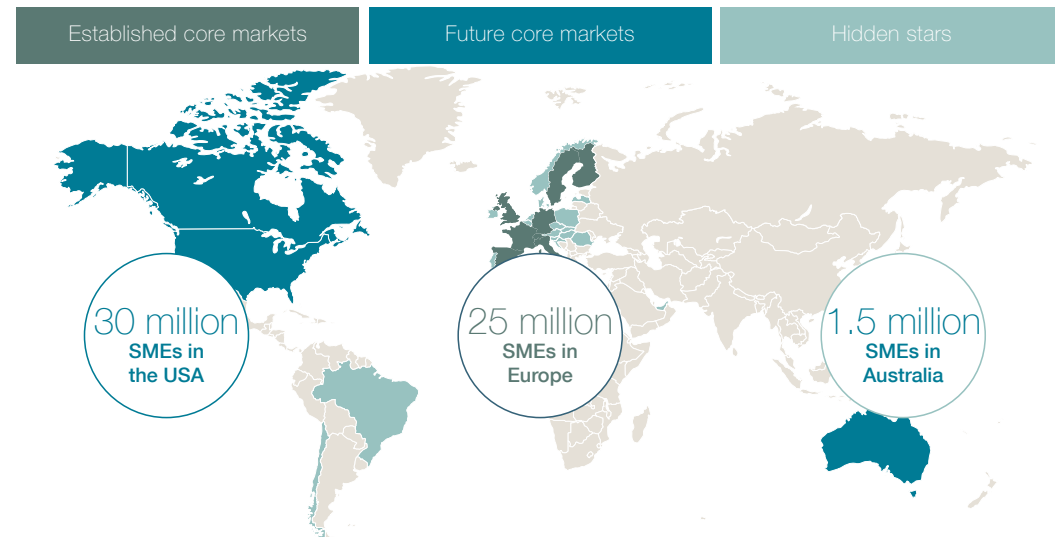 Established core markets
Future core markets
Hidden stars
30 million
SMEs in
the USA
25 million
SMEs in
Europe
1.5 million
SMEs in
Australia